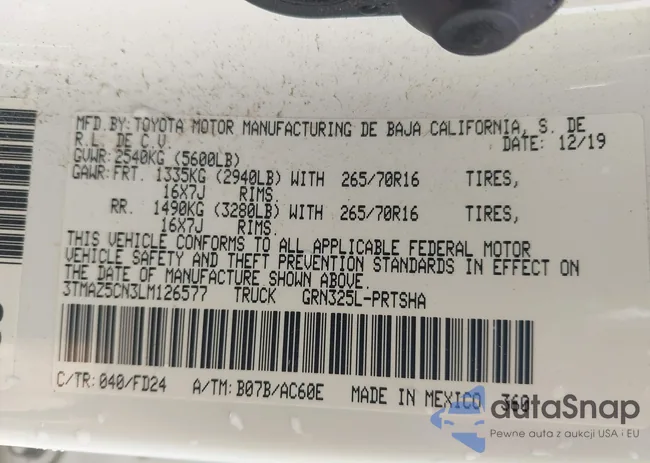 MFD.BY:TOYOTA MOTOR MANUFACTURING DE BAJA CALIFORNIA, S. DE
R.L. DE C.V. DATE: 12/19
GVWR:2540KG (5600LB)
GAWR:FRT. 1335KG (2940LB) WITH 265/70R16 TIRES,
16X7J RIMS.
RR. 1490KG (3280LB) WITH 265/70R16 TIRES,
16X7J RIMS.
THIS VEHICLE CONFORMS TO ALL APPLICABLE FEDERAL MOTOR
VEHICLE SAFETY AND THEFT PREVENTION STANDARDS IN EFFECT ON
THE DATE OF MANUFACTURE SHOWN ABOVE.
3TMAZ5CN3LM126577 TRUCK GRN325L-PRTSHA
C/TR:040/FD24 A/TM:B07B/AC60E MADE IN MEXICO 360
dataSnap
Pewne auta z aukcji USA i EU